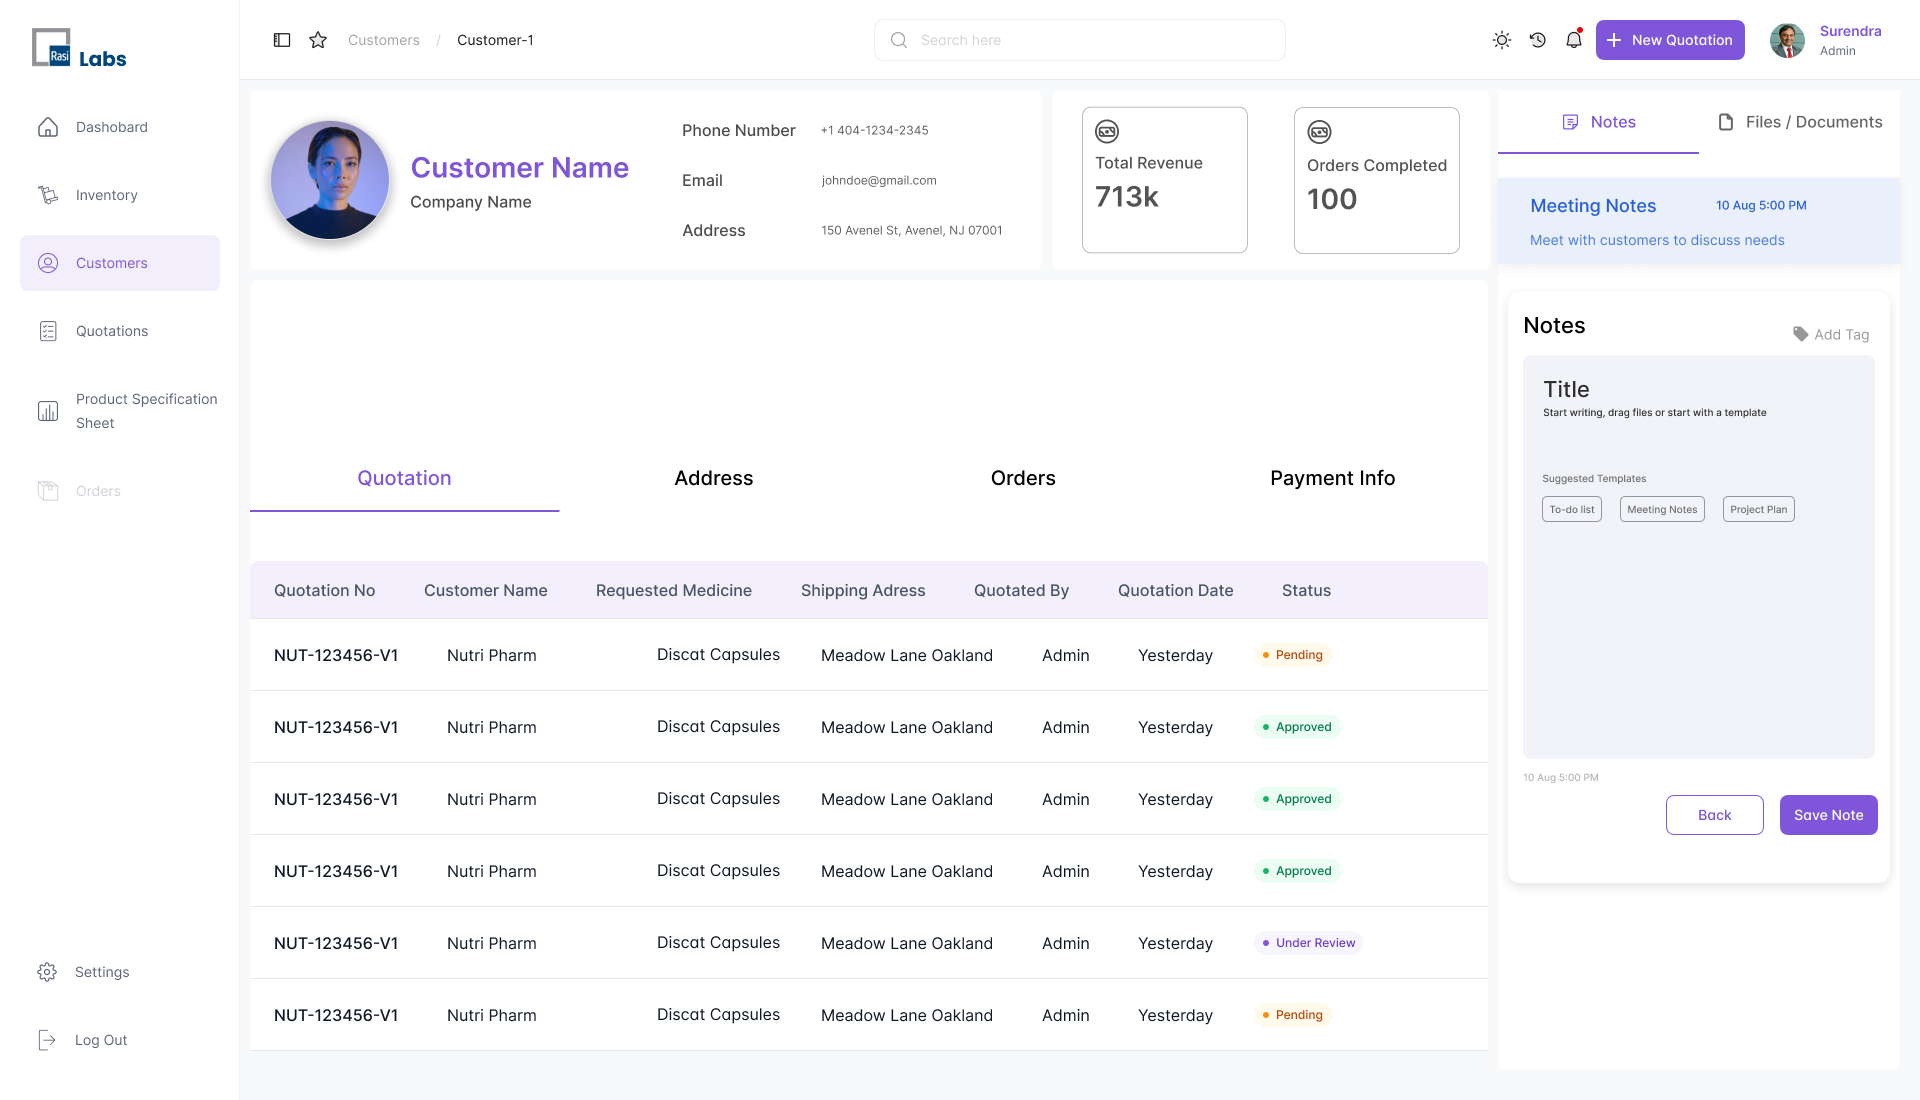 Rasi Labs
Dashobard
Inventory
Customers
Quotations
Product Specification
Sheet
Orders
Settings
Log Out
Customers / Customer-1
Search here
New Quotation
Surendra
Admin
Customer Name
Company Name
Phone Number +1 404-1234-2345
Email johndoe@gmail.com
Address 150 Avenel St, Avenel, NJ 07001
Total Revenue
713k
Orders Completed
100
Quotation Address Orders Payment Info
Quotation No Customer Name Requested Medicine Shipping Adress Quotated By Quotation Date Status
NUT-123456-V1 Nutri Pharm Discat Capsules Meadow Lane Oakland Admin Yesterday Pending
NUT-123456-V1 Nutri Pharm Discat Capsules Meadow Lane Oakland Admin Yesterday Approved
NUT-123456-V1 Nutri Pharm Discat Capsules Meadow Lane Oakland Admin Yesterday Approved
NUT-123456-V1 Nutri Pharm Discat Capsules Meadow Lane Oakland Admin Yesterday Approved
NUT-123456-V1 Nutri Pharm Discat Capsules Meadow Lane Oakland Admin Yesterday Under Review
NUT-123456-V1 Nutri Pharm Discat Capsules Meadow Lane Oakland Admin Yesterday Pending
Notes Files / Documents
Meeting Notes 10 Aug 5:00 PM
Meet with customers to discuss needs
Notes
Add Tag
Title
Start writing, drag files or start with a template
Suggested Templates
To-do list Meeting Notes Project Plan
10 Aug 5:00 PM
Back Save Note